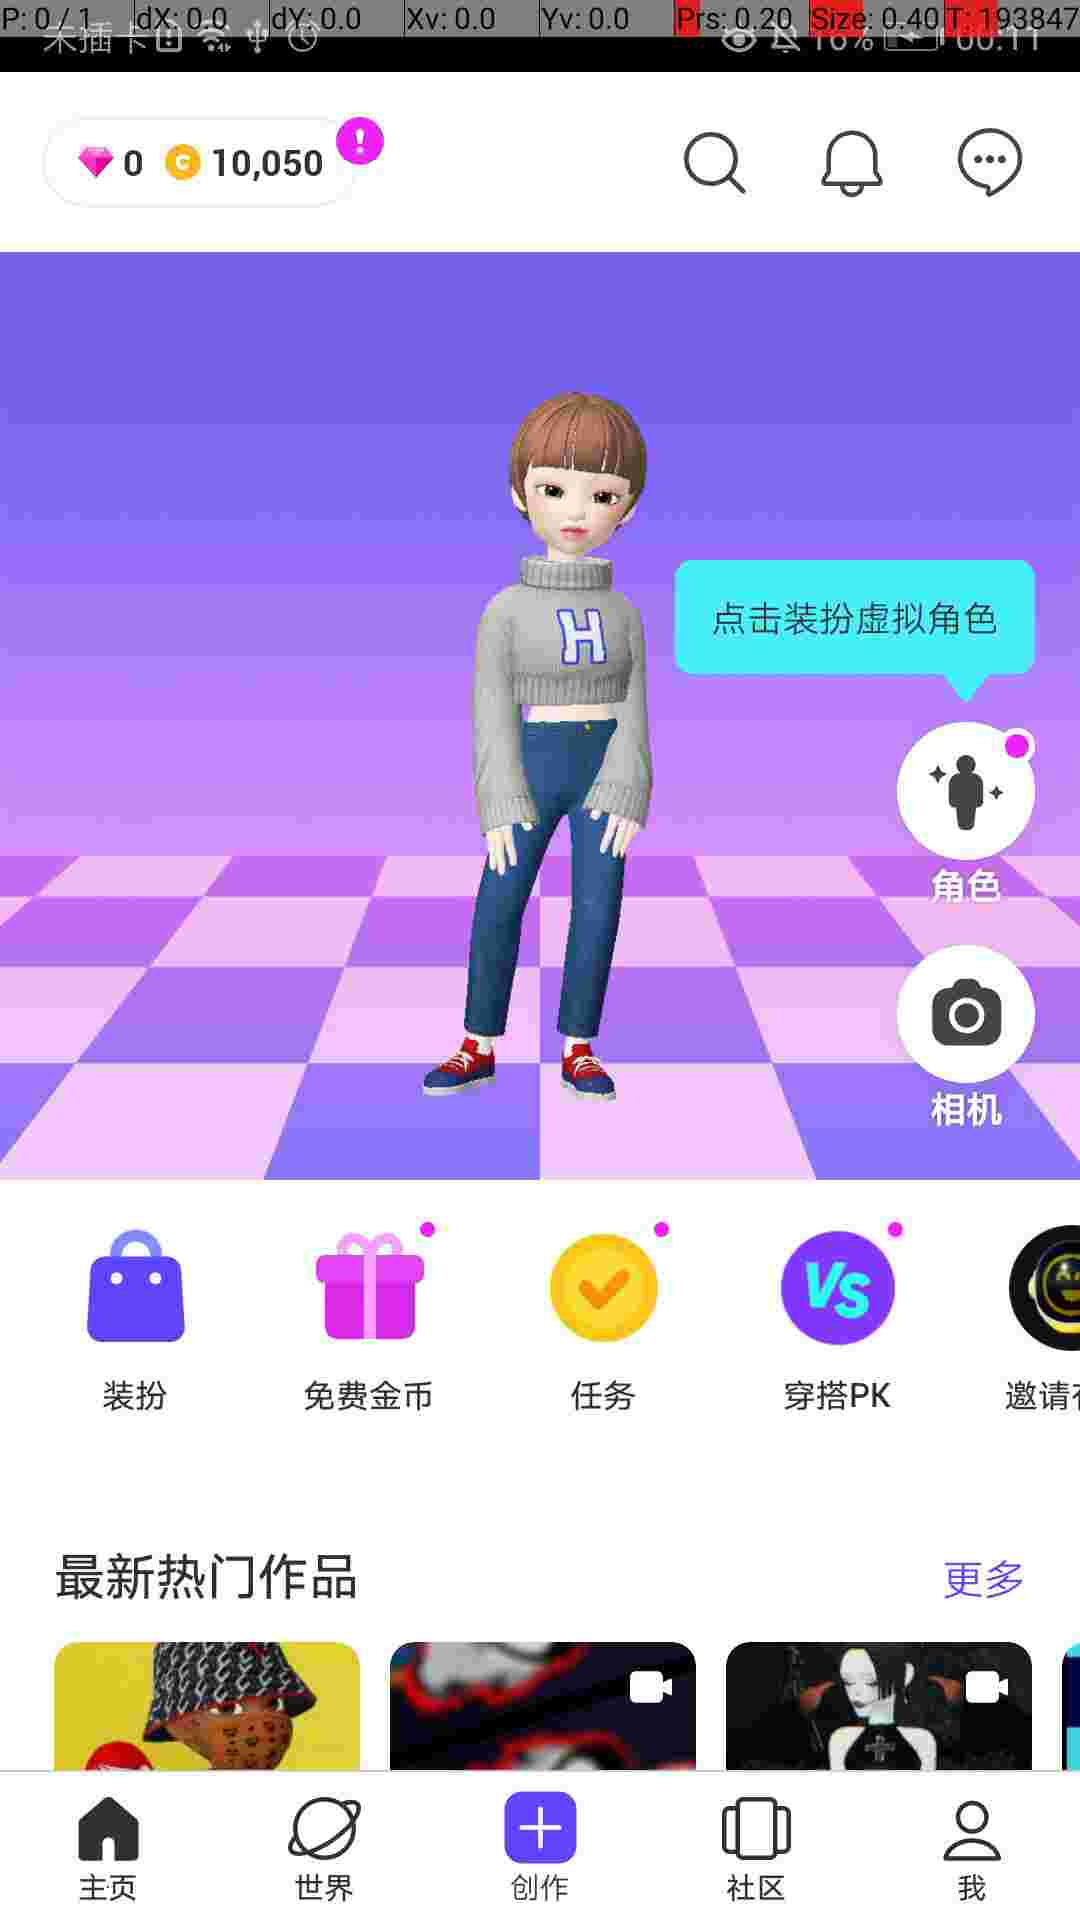 P: 0 / 1 dX: 0.0 dY: 0.0 Xv: 0.0 Yv: 0.0 Prs: 0.20 Size: 0.40 T: 193847
未插卡 16% 00:11
0 C 10,050
H
点击装扮虚拟角色
角色
相机
VS
装扮 免费金币 任务 穿搭PK 邀请
最新热门作品 更多
主页 世界 创作 社区 我